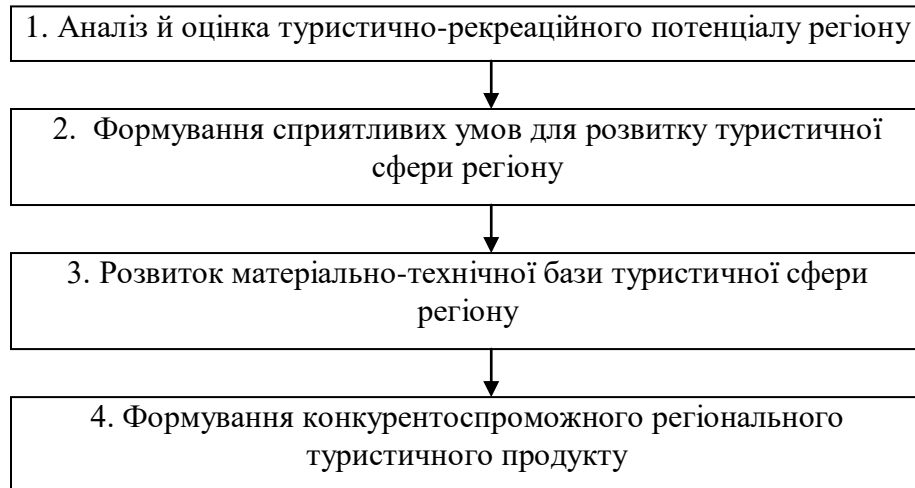 1. Аналіз й оцінка туристично-рекреаційного потенціалу регіону
2. Формування сприятливих умов для розвитку туристичної
сфери регіону
3. Розвиток матеріально-технічної бази туристичної сфери
регіону
4. Формування конкурентоспроможного регіонального
туристичного продукту